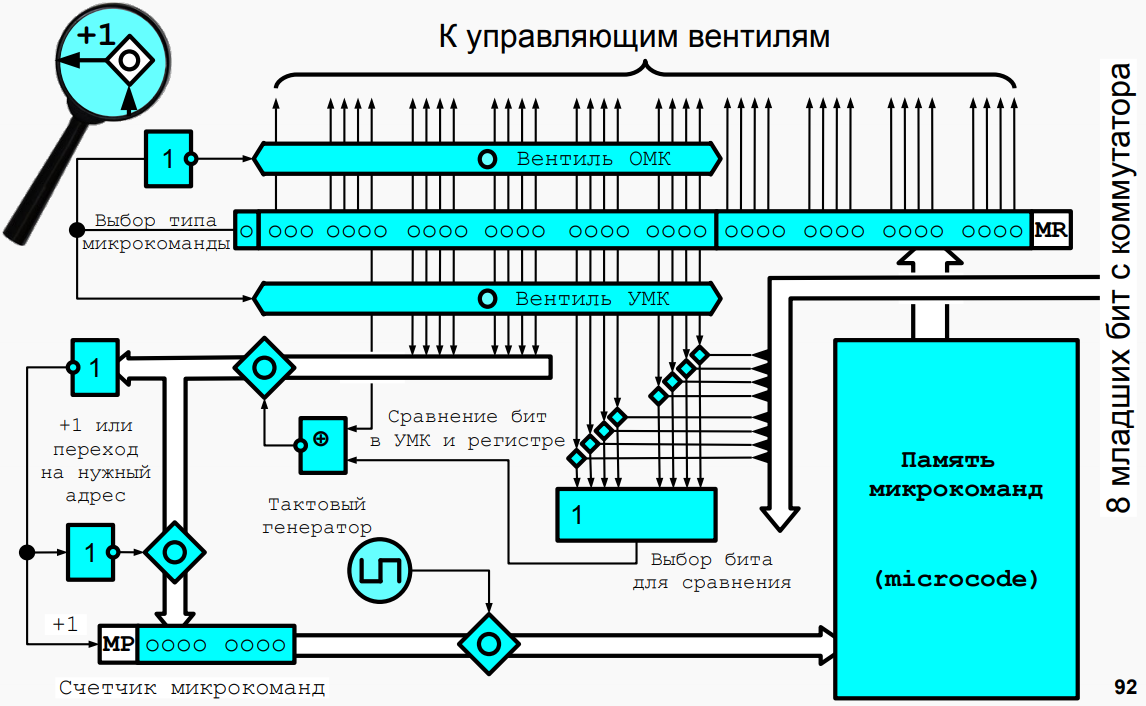 К управляющим вентилям
+1
1
Вентиль ОМК
Выбор типа
микрокоманды
MR
Вентиль УМК
8 младших бит с коммутатора
1
+1 или
переход
на нужный
адрес
⊕
Сравнение бит
в УМК и регистре
Память
микрокоманд
(microcode)
Тактовый
генератор
1
1
Выбор бита
для сравнения
+1
MP
Счетчик микрокоманд
92